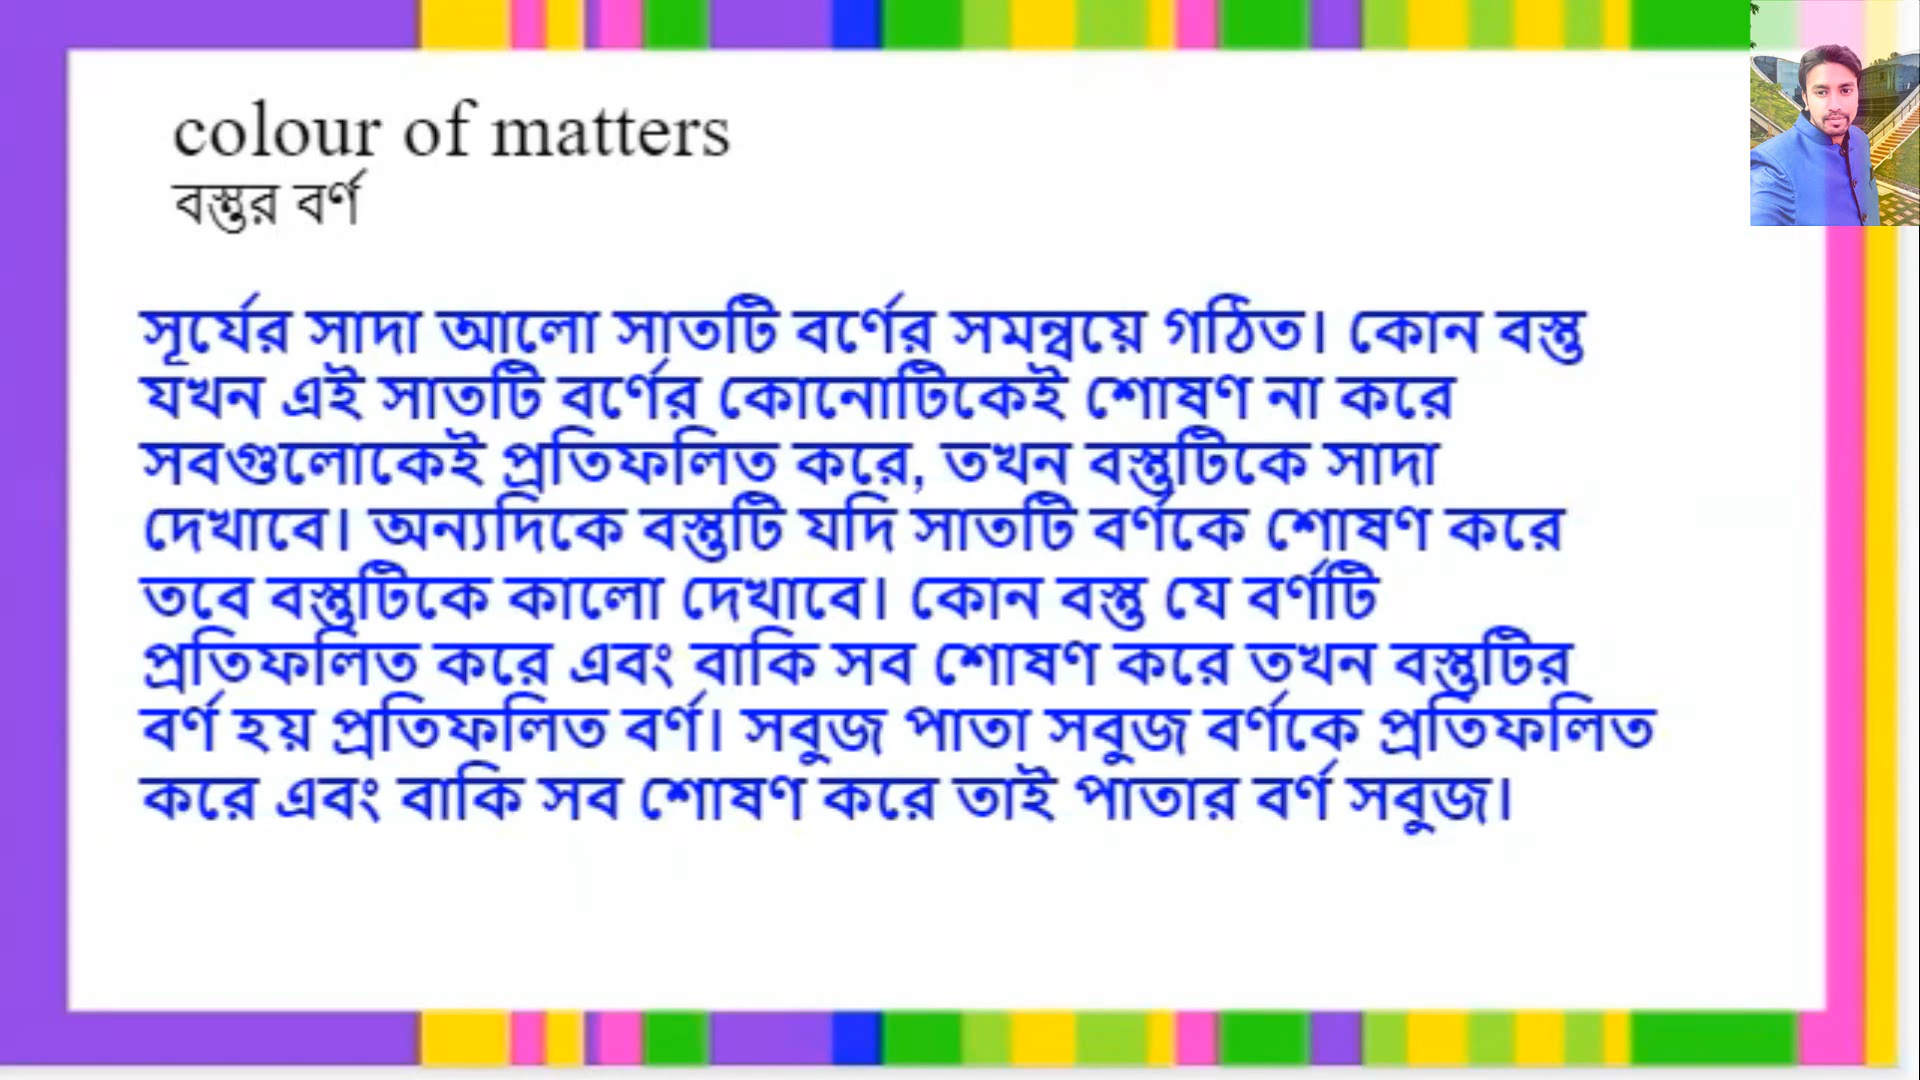 colour of matters
বস্তুর বর্ণ
সূর্যের সাদা আলো সাতটি বর্ণের সমন্বয়ে গঠিত। কোন বস্তু
যখন এই সাতটি বর্ণের কোনোটিকেই শোষণ না করে
সবগুলোকেই প্রতিফলিত করে, তখন বস্তুটিকে সাদা
দেখাবে। অন্যদিকে বস্তুটি যদি সাতটি বর্ণকে শোষণ করে
তবে বস্তুটিকে কালো দেখাবে। কোন বস্তু যে বর্ণটি
প্রতিফলিত করে এবং বাকি সব শোষণ করে তখন বস্তুটির
বর্ণ হয় প্রতিফলিত বর্ণ। সবুজ পাতা সবুজ বর্ণকে প্রতিফলিত
করে এবং বাকি সব শোষণ করে তাই পাতার বর্ণ সবুজ।